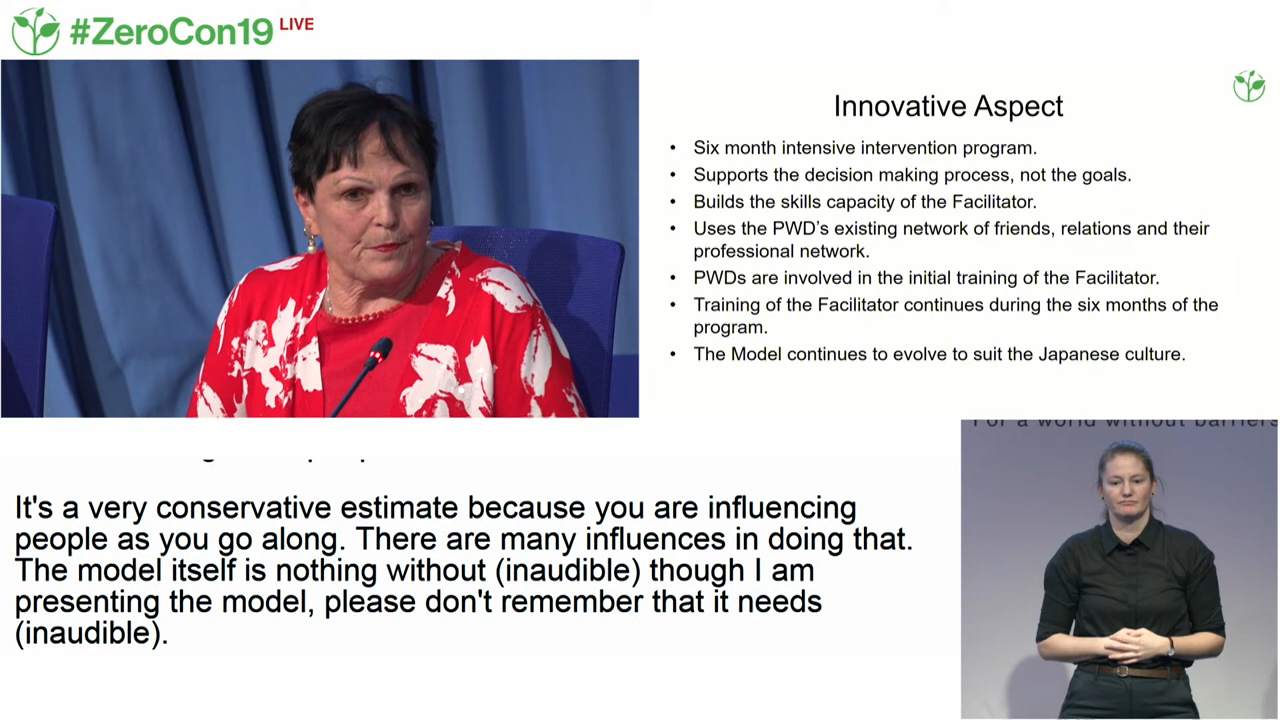 #ZeroCon19 LIVE
Innovative Aspect
• Six month intensive intervention program.
• Supports the decision making process, not the goals.
• Builds the skills capacity of the Facilitator.
• Uses the PWD's existing network of friends, relations and their
professional network.
• PWDs are involved in the initial training of the Facilitator.
• Training of the Facilitator continues during the six months of the
program.
• The Model continues to evolve to suit the Japanese culture.
For a world without barriers
It's a very conservative estimate because you are influencing
people as you go along. There are many influences in doing that.
The model itself is nothing without (inaudible) though I am
presenting the model, please don't remember that it needs
(inaudible).